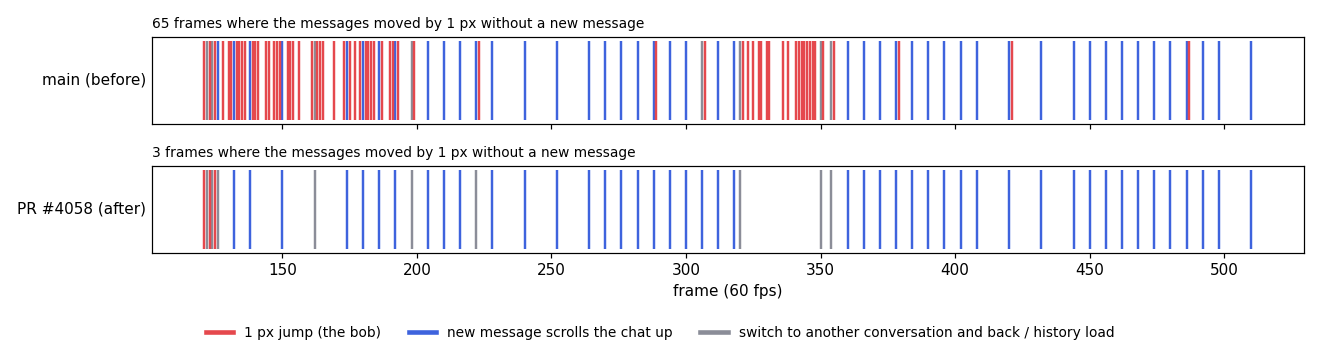 65 frames where the messages moved by 1 px without a new message
main (before)
3 frames where the messages moved by 1 px without a new message
PR #4058 (after)
150 200 250 300 350 400 450 500
frame (60 fps)
1 px jump (the bob) new message scrolls the chat up switch to another conversation and back / history load